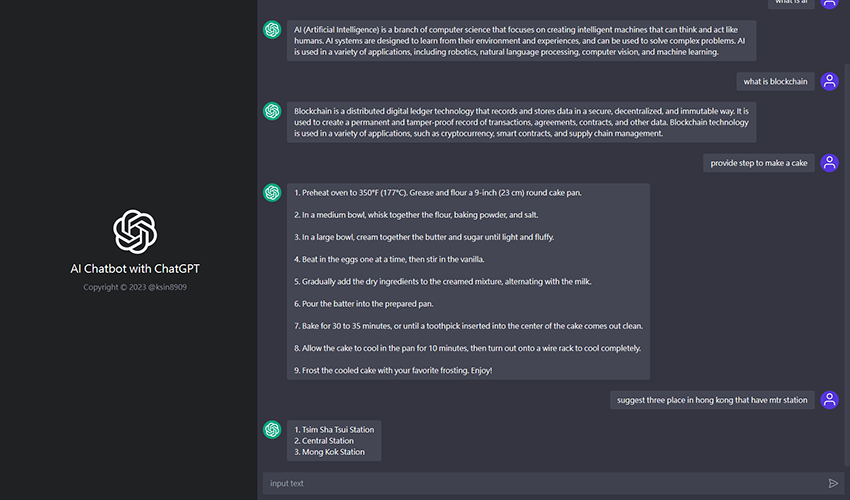 what is ai
AI (Artificial Intelligence) is a branch of computer science that focuses on creating intelligent machines that can think and act like
humans. AI systems are designed to learn from their environment and experiences, and can be used to solve complex problems. AI
is used in a variety of applications, including robotics, natural language processing, computer vision, and machine learning.
what is blockchain
Blockchain is a distributed digital ledger technology that records and stores data in a secure, decentralized, and immutable way. It is
used to create a permanent and tamper-proof record of transactions, agreements, contracts, and other data. Blockchain technology
is used in a variety of applications, such as cryptocurrency, smart contracts, and supply chain management.
provide step to make a cake
1. Preheat oven to 350°F (177°C). Grease and flour a 9-inch (23 cm) round cake pan.
2. In a medium bowl, whisk together the flour, baking powder, and salt.
3. In a large bowl, cream together the butter and sugar until light and fluffy.
4. Beat in the eggs one at a time, then stir in the vanilla.
5. Gradually add the dry ingredients to the creamed mixture, alternating with the milk.
6. Pour the batter into the prepared pan.
7. Bake for 30 to 35 minutes, or until a toothpick inserted into the center of the cake comes out clean.
8. Allow the cake to cool in the pan for 10 minutes, then turn out onto a wire rack to cool completely.
9. Frost the cooled cake with your favorite frosting. Enjoy!
suggest three place in hong kong that have mtr station
1. Tsim Sha Tsui Station
2. Central Station
3. Mong Kok Station
input text
AI Chatbot with ChatGPT
Copyright © 2023 @ksin8909